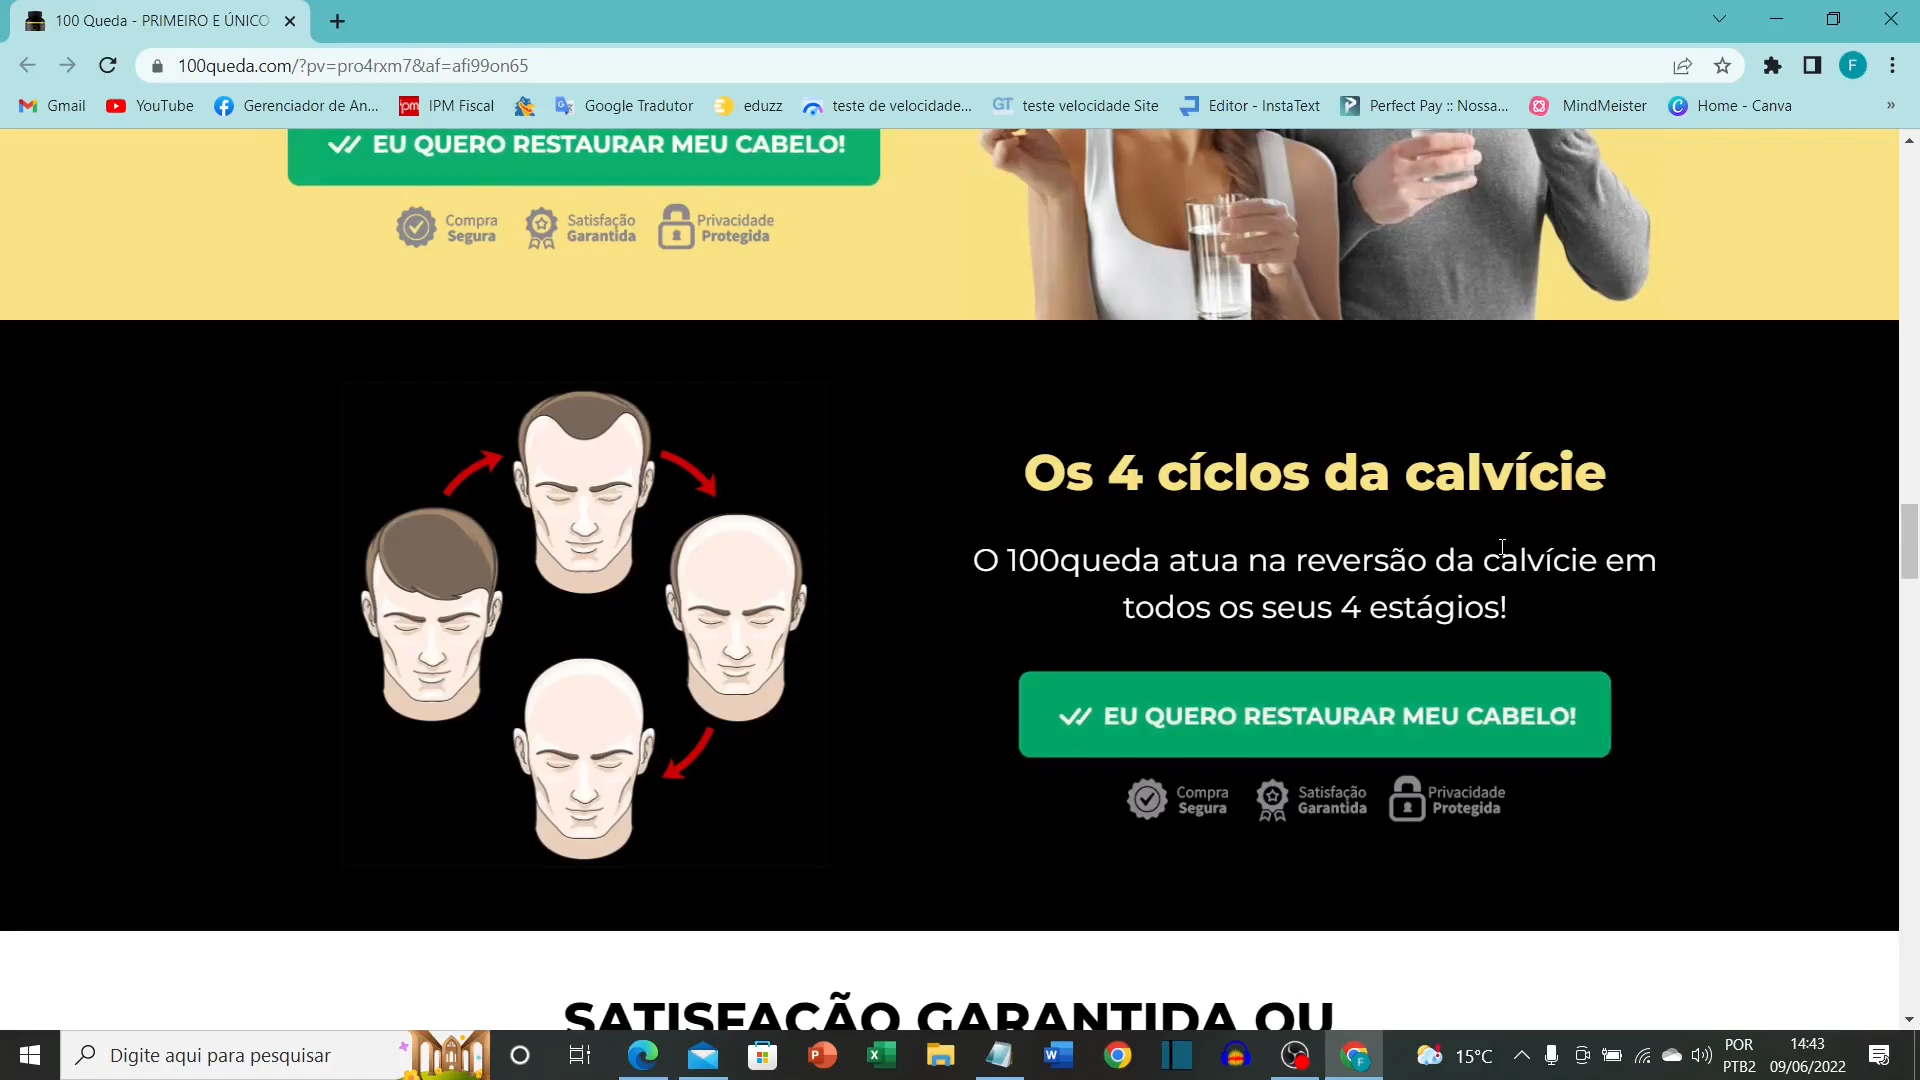 100 Queda - PRIMEIRO E ÚNICO
100queda.com/?pv=pro4rxm7&af=afi99on65
F
Gmail
YouTube
Gerenciador de An...
ipm
IPM Fiscal
Google Tradutor
eduzz
teste de velocidade...
GT
teste velocidade Site
Editor - InstaText
Perfect Pay :: Nossa...
MindMeister
Home - Canva
»
EU QUERO RESTAURAR MEU CABELO!
Compra
Segura
Satisfação
Garantida
Privacidade
Protegida
Os 4 cíclos da calvície
O 100queda atua na reversão da calvície em
todos os seus 4 estágios!
EU QUERO RESTAURAR MEU CABELO!
Compra
Segura
Satisfação
Garantida
Privacidade
Protegida
SATISFAÇÃO GARANTIDA OU
Digite aqui para pesquisar
15°C
POR
PTB2
14:43
09/06/2022